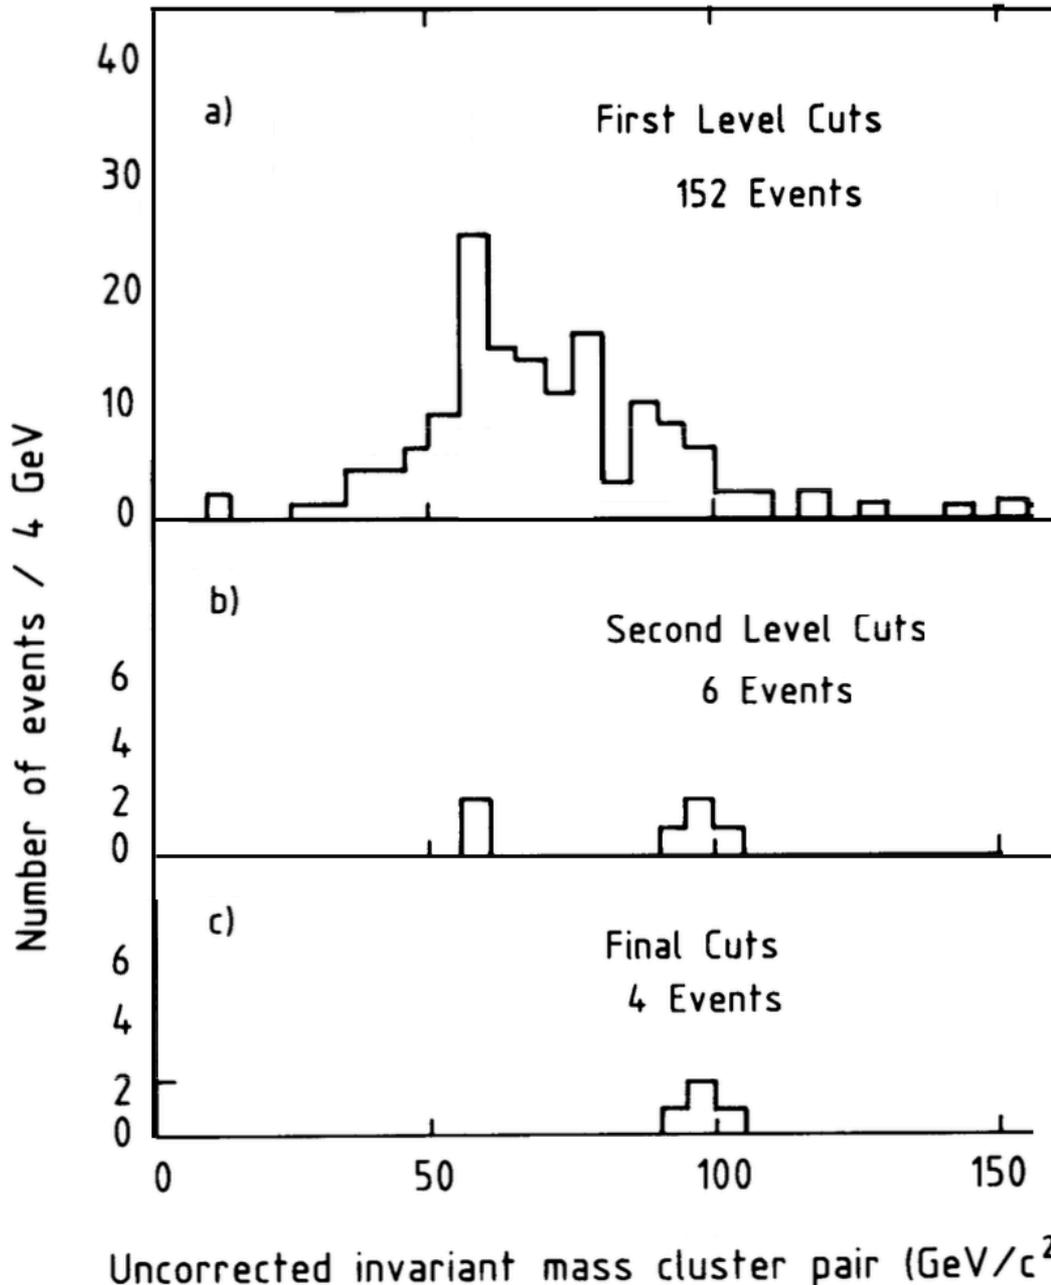 Number of events / 4 GeV
40
30
20
10
0
a)
First Level Cuts
152 Events
b)
Second Level Cuts
6 Events
6
4
2
0
c)
Final Cuts
4 Events
6
4
2
0
0 50 100 150
Uncorrected invariant mass cluster pair (GeV/c²